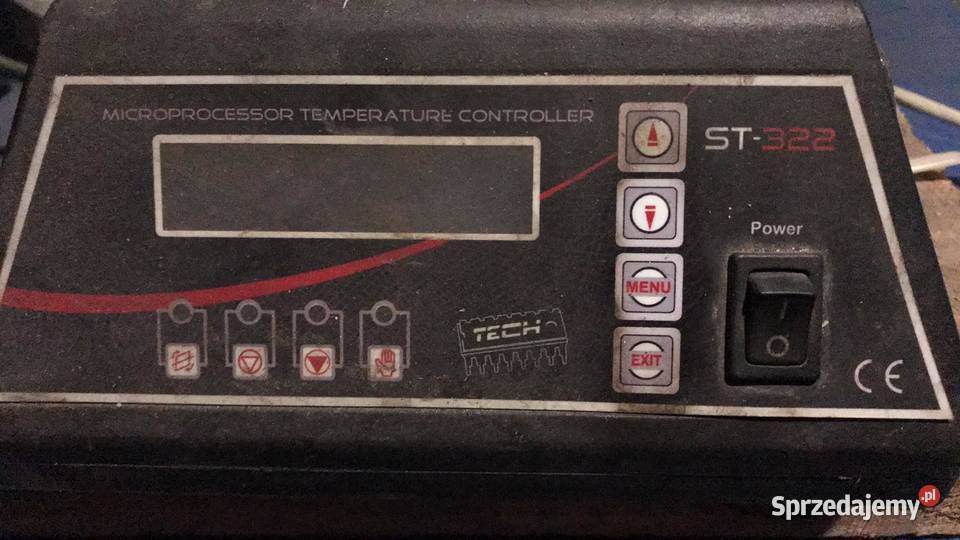 MICROPROCESSOR TEMPERATURE CONTROLLER
ST-322
Power
MENU
TECH
EXIT
CE
Sprzedajemy.pl